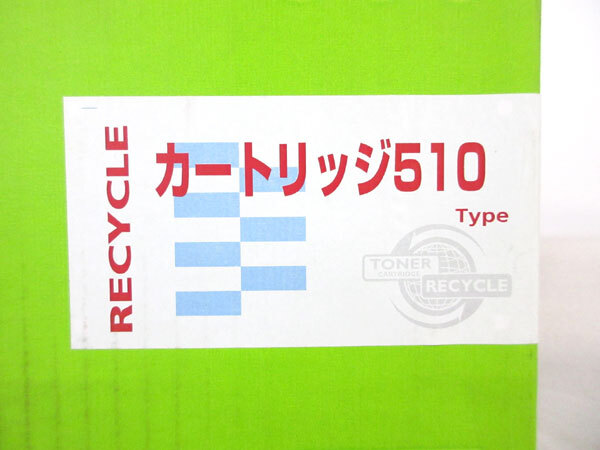 RECYCLE
カートリッジ510
Type
TONER
CARTRIDGE
RECYCLE